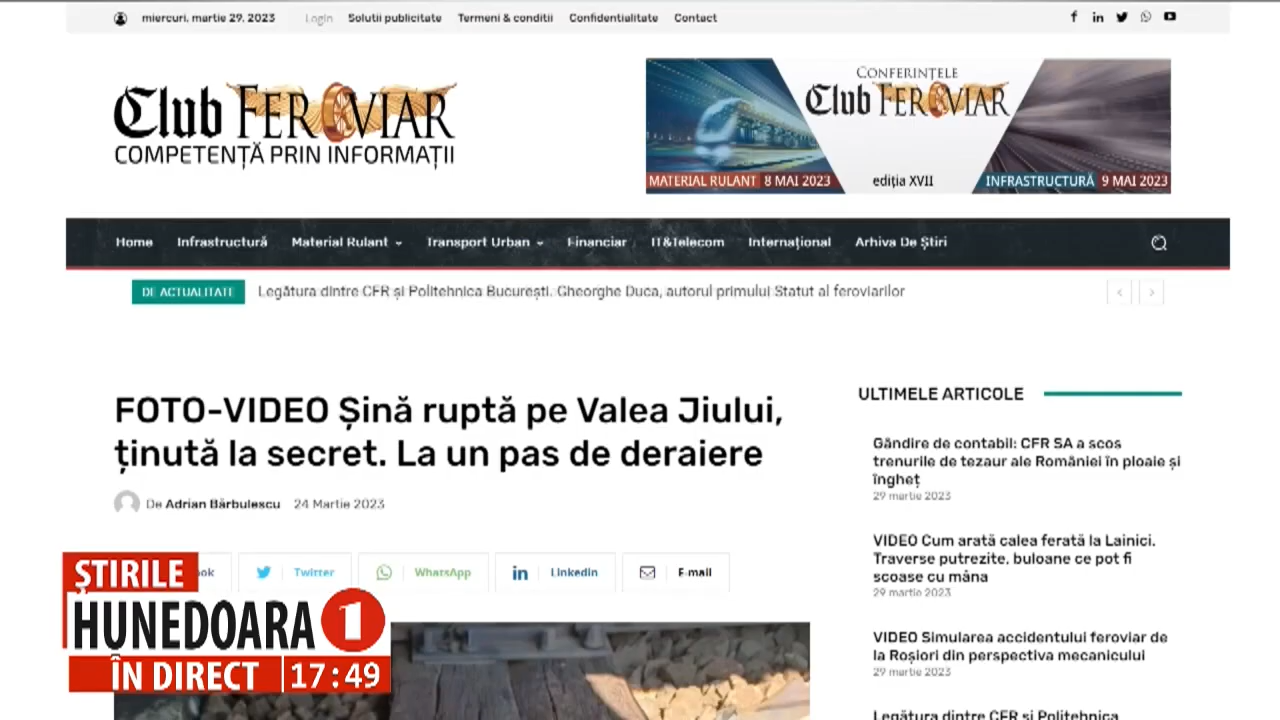 miercuri, martie 29, 2023
Login
Solutii publicitate
Termeni & conditii
Confidentialitate
Contact
Club FEROVIAR
COMPETENȚĂ PRIN INFORMAȚII
CONFERINȚELE
Club FEROVIAR
MATERIAL RULANT 8 MAI 2023
ediția XVII
INFRASTRUCTURĂ 9 MAI 2023
Home
Infrastructură
Material Rulant
Transport Urban
Financiar
IT&Telecom
Internațional
Arhiva De Știri
DE ACTUALITATE
Legătura dintre CFR și Politehnica București. Gheorghe Duca, autorul primului Statut al feroviarilor
FOTO-VIDEO Șină ruptă pe Valea Jiului,
ținută la secret. La un pas de deraiere
De Adrian Bărbulescu 24 Martie 2023
ook
Twitter
WhatsApp
Linkedin
E-mail
ULTIMELE ARTICOLE
Gândire de contabil: CFR SA a scos
trenurile de tezaur ale României în ploaie și
îngheț
29 martie 2023
VIDEO Cum arată calea ferată la Lainici.
Traverse putrezite, buloane ce pot fi
scoase cu mâna
29 martie 2023
VIDEO Simularea accidentului feroviar de
la Roșiori din perspectiva mecanicului
29 martie 2023
Legătura dintre CFR și Politehnica
ŞTIRILE
HUNEDOARA 1
ÎN DIRECT 17:49